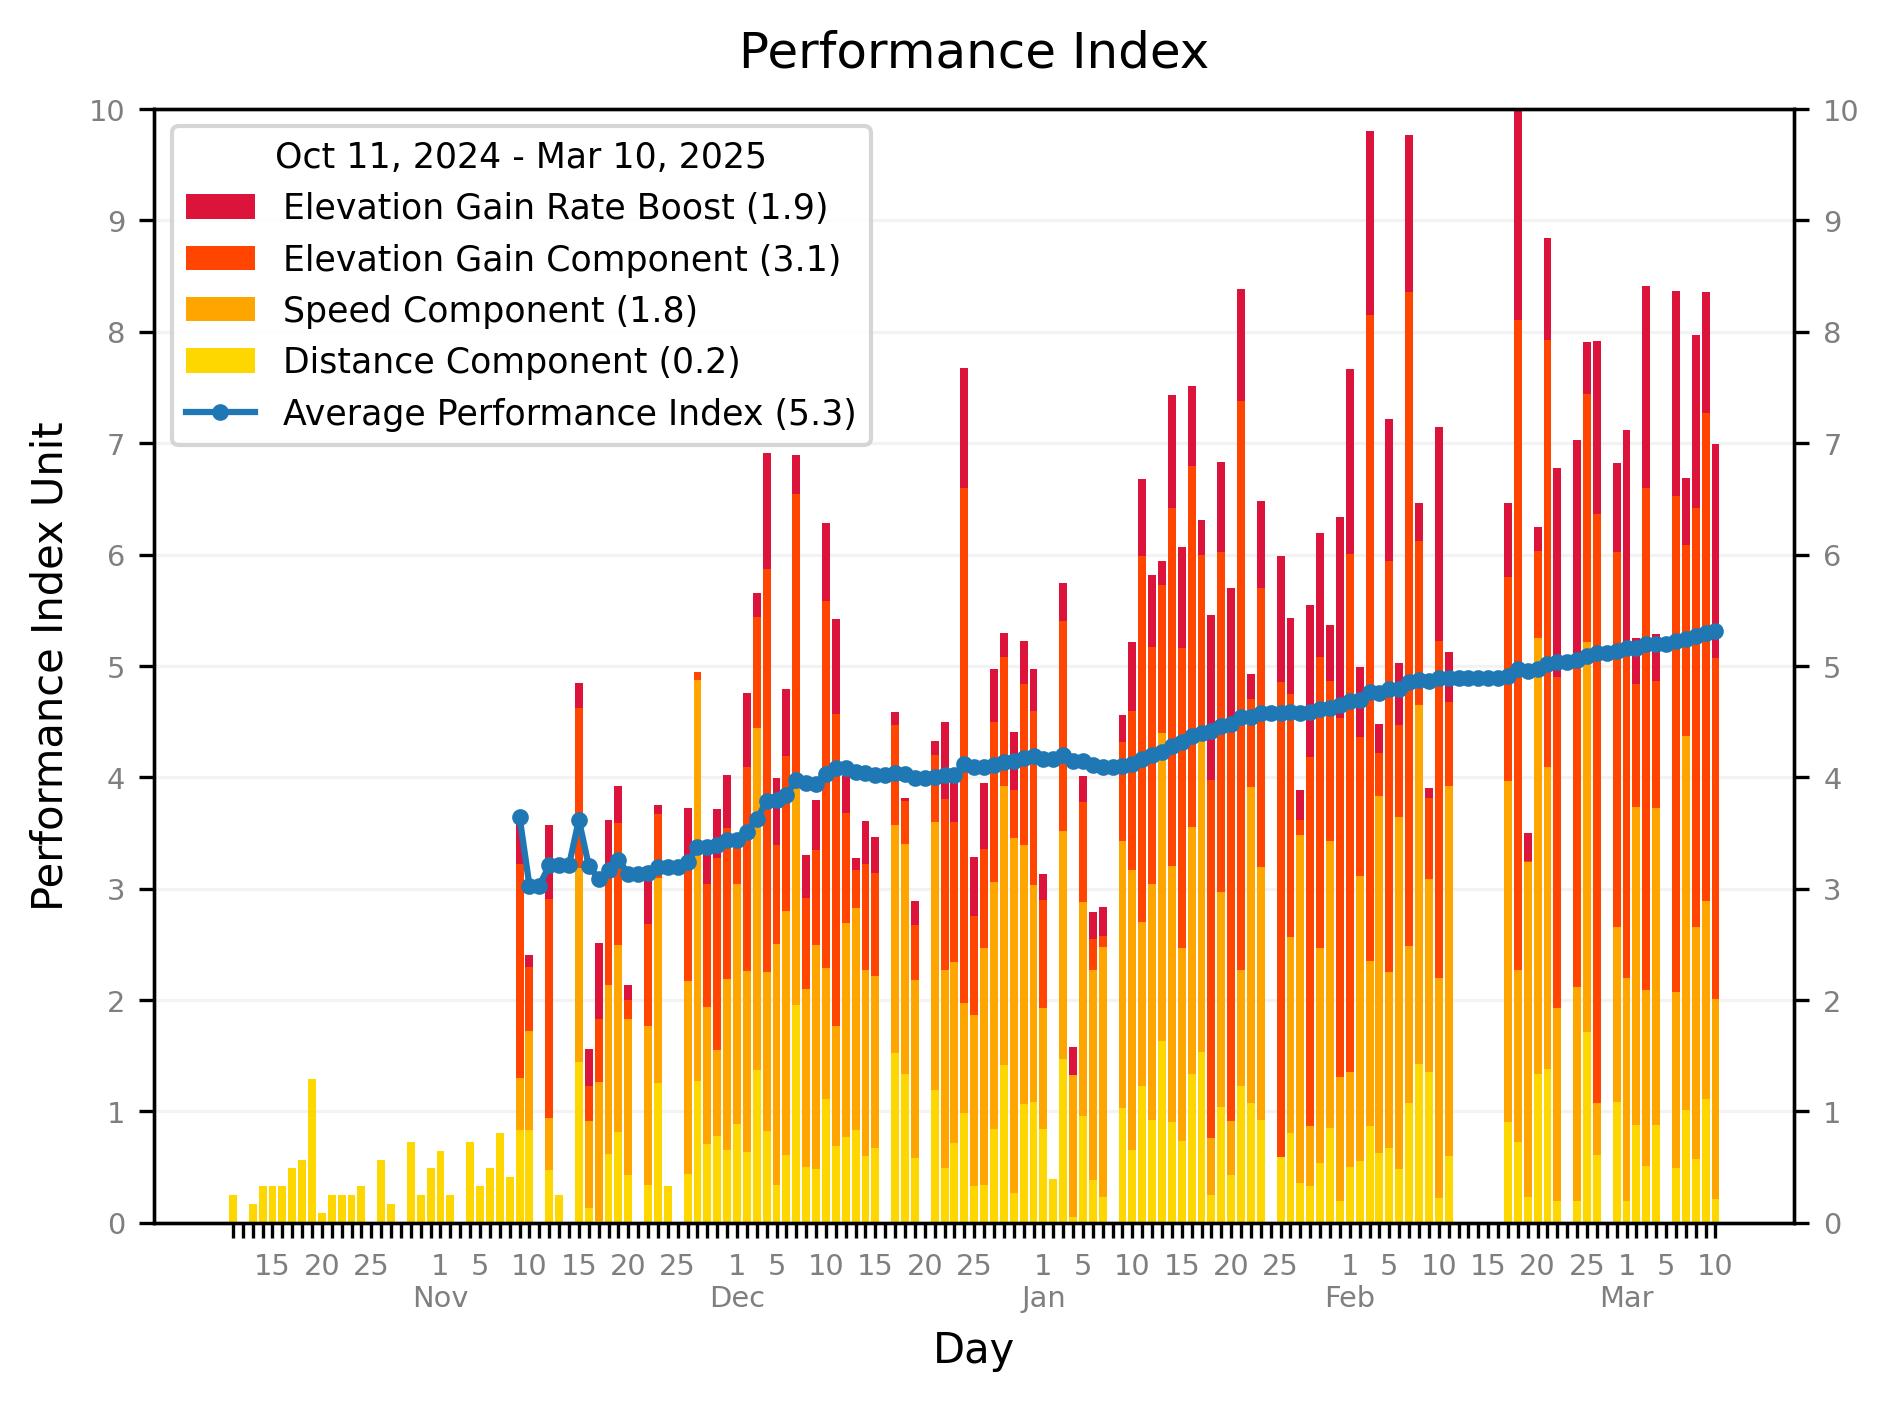 Performance Index
Oct 11, 2024 - Mar 10, 2025
Elevation Gain Rate Boost (1.9)
Elevation Gain Component (3.1)
Speed Component (1.8)
Distance Component (0.2)
Average Performance Index (5.3)
Performance Index Unit
10 10
9 9
8 8
7 7
6 6
5 5
4 4
3 3
2 2
1 1
0 0
15 20 25 1 5 10 15 20 25 1 5 10 15 20 25 1 5 10 15 20 25 1 5 10 15 20 25 1 5 10
Nov Dec Jan Feb Mar
Day